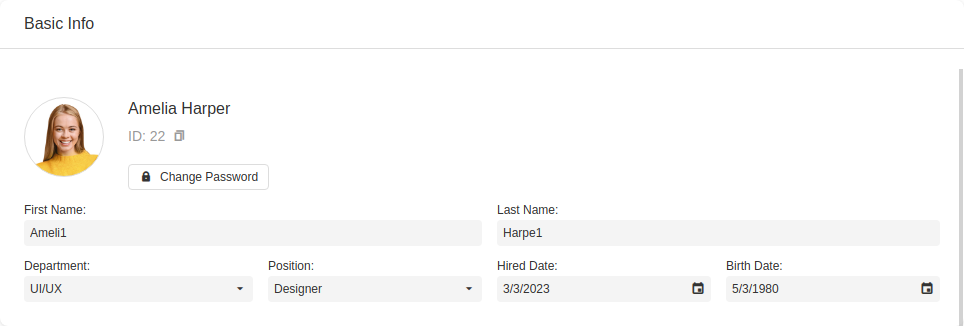 Basic Info
Amelia Harper
ID: 22
Change Password
First Name:
Last Name:
Ameli1
Harpe1
Department:
Position:
Hired Date:
Birth Date:
UI/UX
Designer
3/3/2023
5/3/1980